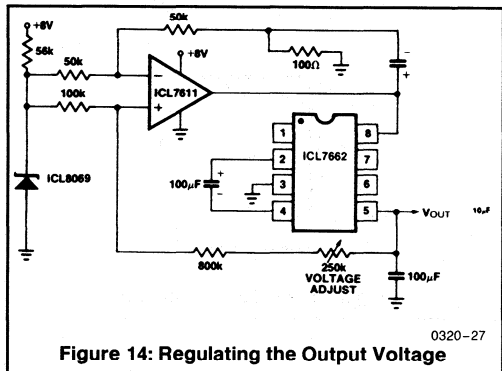 50k
+8V
56k
+8V
50k
100Ω
−
+
−
ICL7611
100k
+
ICL8069
1
8
2
ICL7662
7
+
100µF
−
3
6
4
5
VOUT
10µF
800k
250k
VOLTAGE
ADJUST
100µF
0320-27
Figure 14: Regulating the Output Voltage